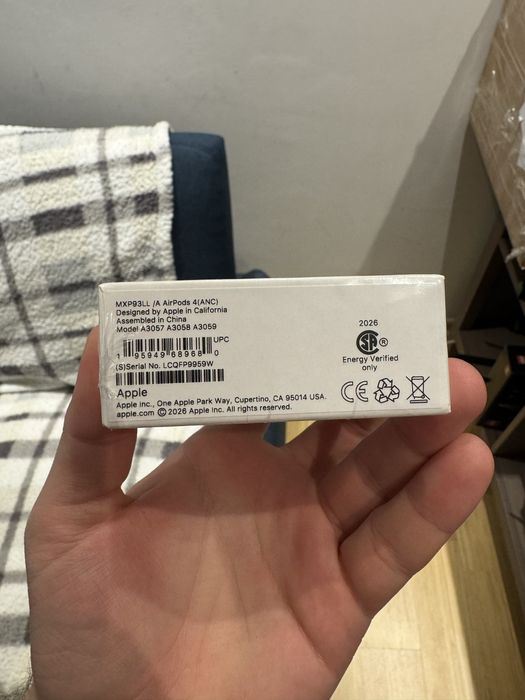 MXP93LL /A AirPods 4(ANC)
Designed by Apple in California
Assembled in China
Model A3057 A3058 A3059
UPC
1 95949 68968 0
(S)Serial No. LCQFP9959W
Apple
Apple Inc., One Apple Park Way, Cupertino, CA 95014 USA.
apple.com © 2026 Apple Inc. All rights reserved.
2026
SA ®
Energy Verified
only
CE